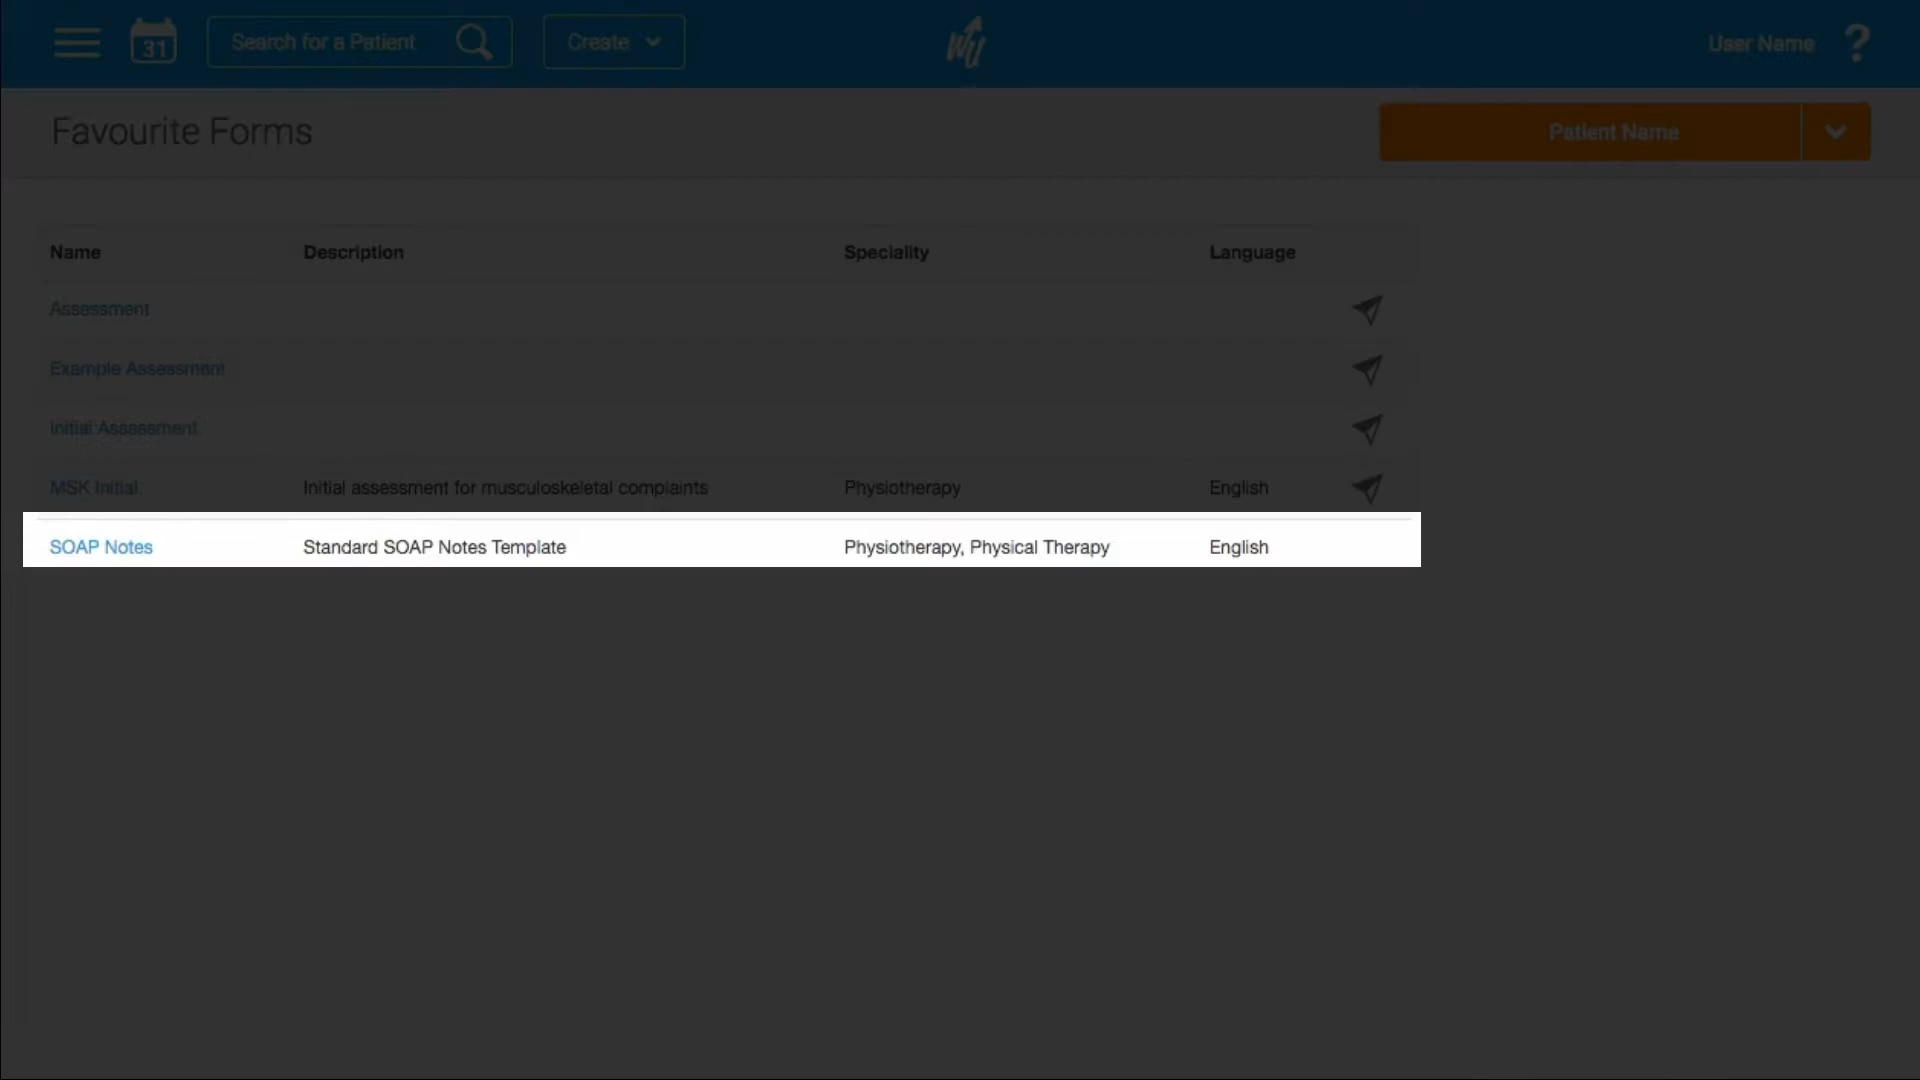 31 Search for a Patient Create User Name ?
Favourite Forms Patient Name
Name Description Speciality Language
Assessment
Example Assessment
Initial Assessment
MSK Initial Initial assessment for musculoskeletal complaints Physiotherapy English
SOAP Notes Standard SOAP Notes Template Physiotherapy, Physical Therapy English